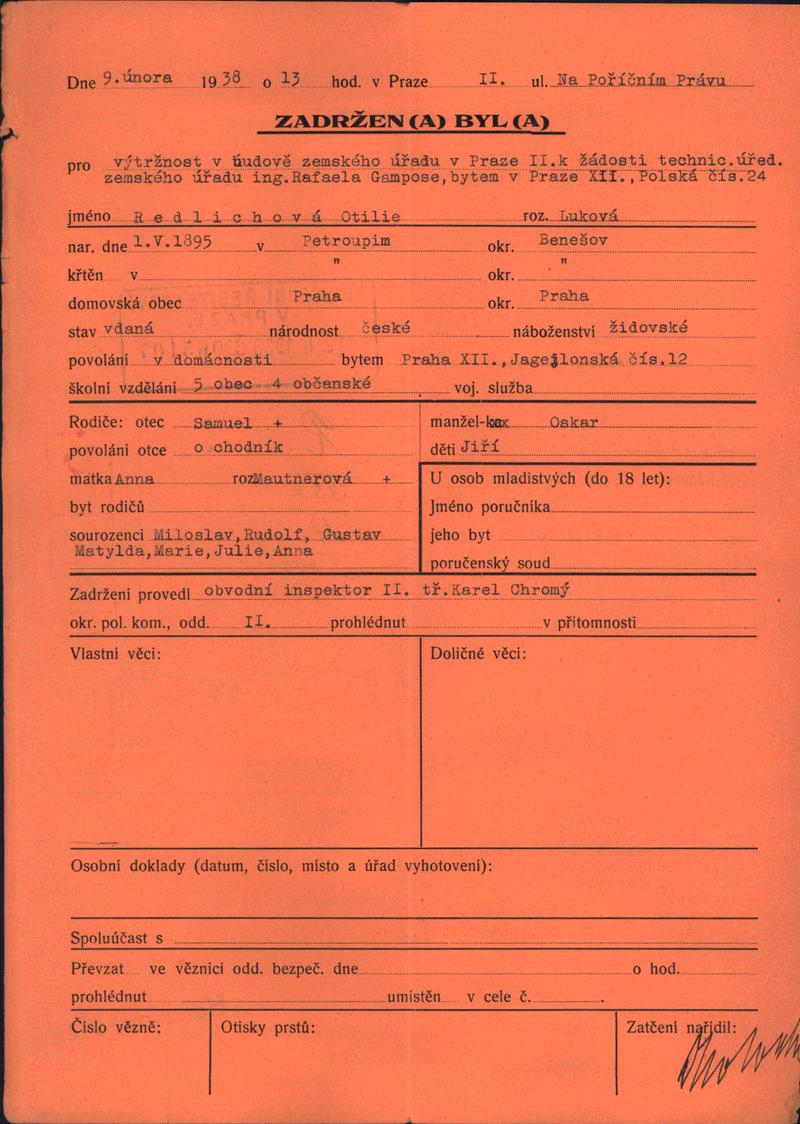 Dne 9.února 1938 o 13 hod. v Praze II. ul. Na Poříčním Právu
ZADRŽEN(A) BYL(A)
pro výtržnost v budově zemského úřadu v Praze II.k žádosti technic.úřed.
zemského úřadu ing.Rafaela Gampose,bytem v Praze XII.,Polská čís.24
jméno Redlichová Otilie roz. Luková
nar. dne 1.V.1895 v Petroupim okr. Benešov
křtěn v " okr. "
domovská obec Praha okr. Praha
stav vdaná národnost české náboženství židovské
povolání v domácnosti bytem Praha XII.,Jagejlonská čís.12
školní vzdělání 5 obec 4 občanské voj. služba
Rodiče: otec Samuel + manžel-ka Oskar
povolání otce o chodník děti Jiří
matka Anna roz Mautnerová + U osob mladistvých (do 18 let):
byt rodičů Jméno poručníka
sourozenci Miloslav,Rudolf, Gustav jeho byt
Matylda,Marie,Julie,Anna poručenský soud
Zadržení provedl obvodní inspektor II. tř.Karel Chromý
okr. pol. kom., odd. II. prohlédnut v přítomnosti
Vlastní věci: Doličné věci:
Osobní doklady (datum, číslo, místo a úřad vyhotovení):
Spoluúčast s
Převzat ve věznici odd. bezpeč. dne o hod.
prohlédnut umístěn v cele č. .
Číslo vězně: Otisky prstů: Zatčení nařídil: